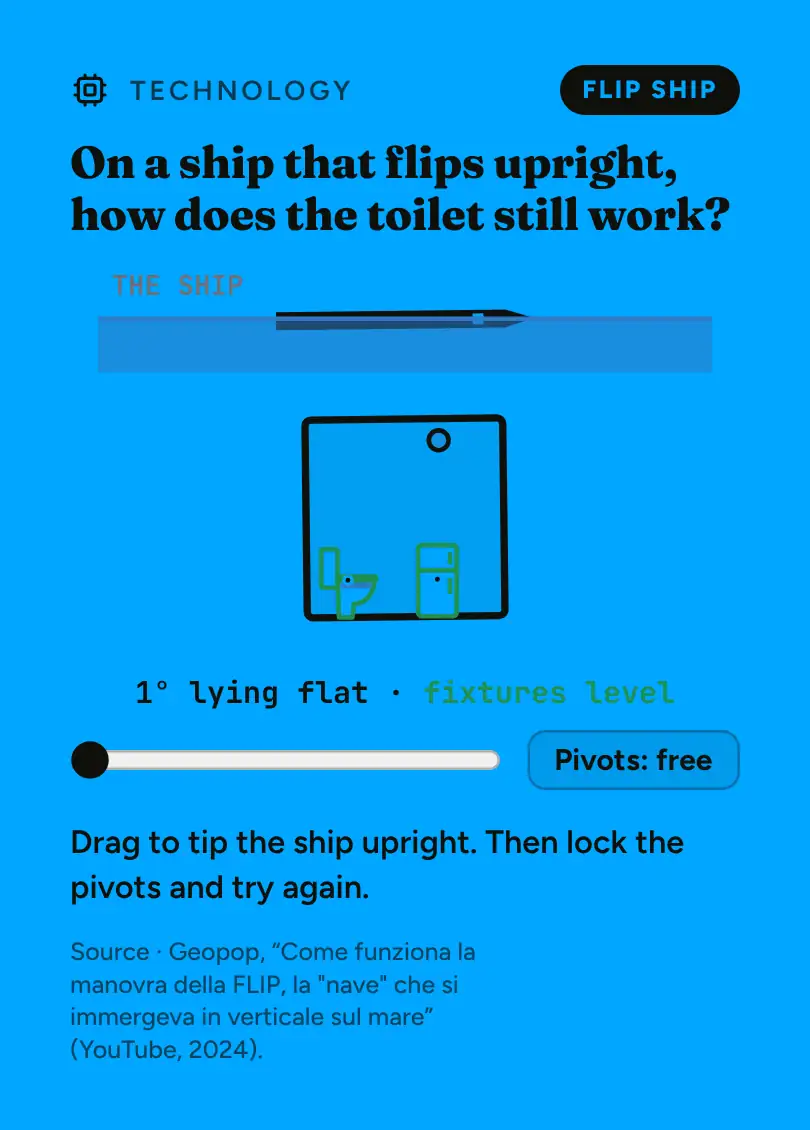 TECHNOLOGY
FLIP SHIP
On a ship that flips upright,
how does the toilet still work?
THE SHIP
1° lying flat · fixtures level
Pivots: free
Drag to tip the ship upright. Then lock the
pivots and try again.
Source · Geopop, “Come funziona la
manovra della FLIP, la "nave" che si
immergeva in verticale sul mare”
(YouTube, 2024).